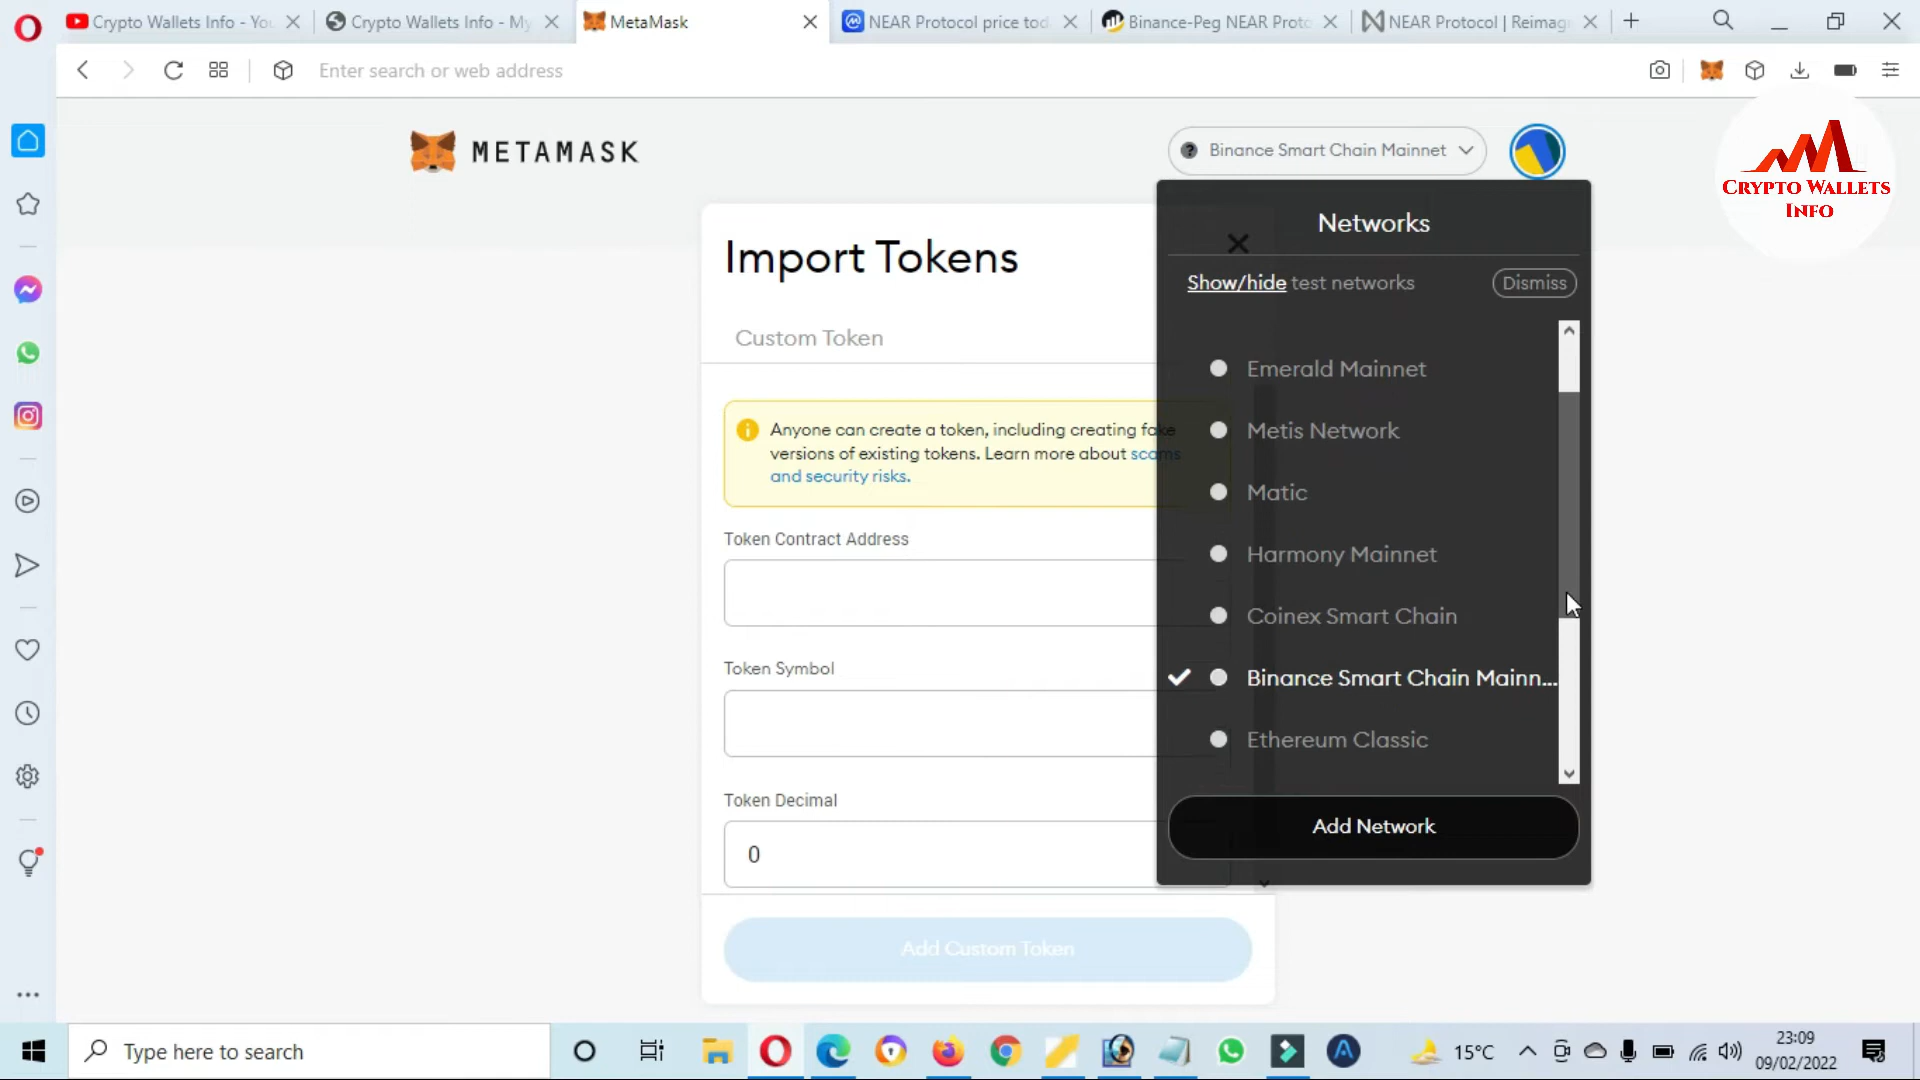 Crypto Wallets Info - You
Crypto Wallets Info - My
MetaMask
NEAR Protocol price tod
Binance-Peg NEAR Proto
NEAR Protocol | Reimag
Enter search or web address
METAMASK
Binance Smart Chain Mainnet
CRYPTO WALLETS
INFO
Import Tokens
Custom Token
Anyone can create a token, including creating fake
versions of existing tokens. Learn more about scams
and security risks.
Token Contract Address
Token Symbol
Token Decimal
0
Add Custom Token
Networks
Show/hide test networks
Dismiss
Emerald Mainnet
Metis Network
Matic
Harmony Mainnet
Coinex Smart Chain
Binance Smart Chain Mainn...
Ethereum Classic
Add Network
Type here to search
15°C
23:09
09/02/2022